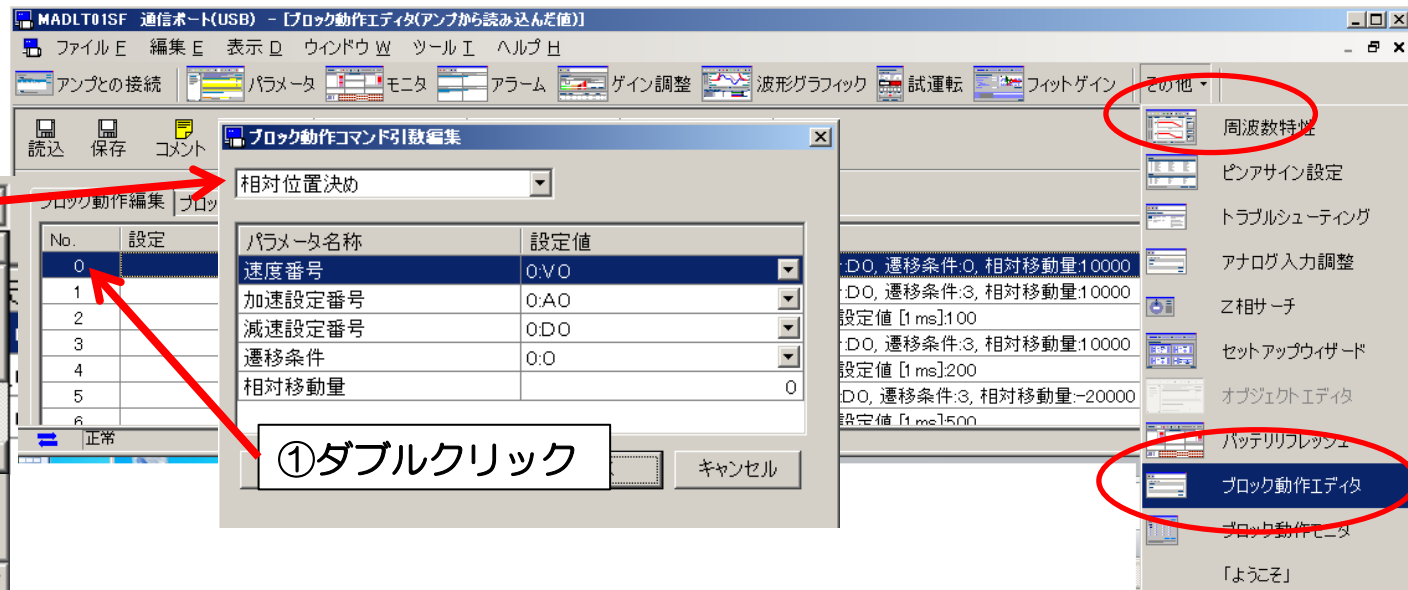 MADLT01SF 通信ポート(USB) - [ブロック動作エディタ(アンプから読み込んだ値)]
ファイル F 編集 E 表示 D ウィンドウ W ツール T ヘルプ H
アンプとの接続 パラメータ モニタ アラーム ゲイン調整 波形グラフィック 試運転 フィットゲイン その他
読込 保存 コメント
ブロック動作コマンド引数編集
相対位置決め
ブロック動作編集
No. 設定
0
1
2
3
4
5
6
パラメータ名称 設定値
速度番号 0:V0
加速設定番号 0:A0
減速設定番号 0:D0
遷移条件 0:0
相対移動量 0
キャンセル
①ダブルクリック
:D0, 遷移条件:0, 相対移動量:10000
:D0, 遷移条件:3, 相対移動量:10000
設定値 [1 ms]:100
:D0, 遷移条件:3, 相対移動量:10000
設定値 [1 ms]:200
:D0, 遷移条件:3, 相対移動量:-20000
設定値 [1 ms]:500
正常
周波数特性
ピンアサイン設定
トラブルシューティング
アナログ入力調整
Z相サーチ
セットアップウィザード
オブジェクトエディタ
バッテリリフレッシュ
ブロック動作エディタ
ブロック動作モニタ
「ようこそ」